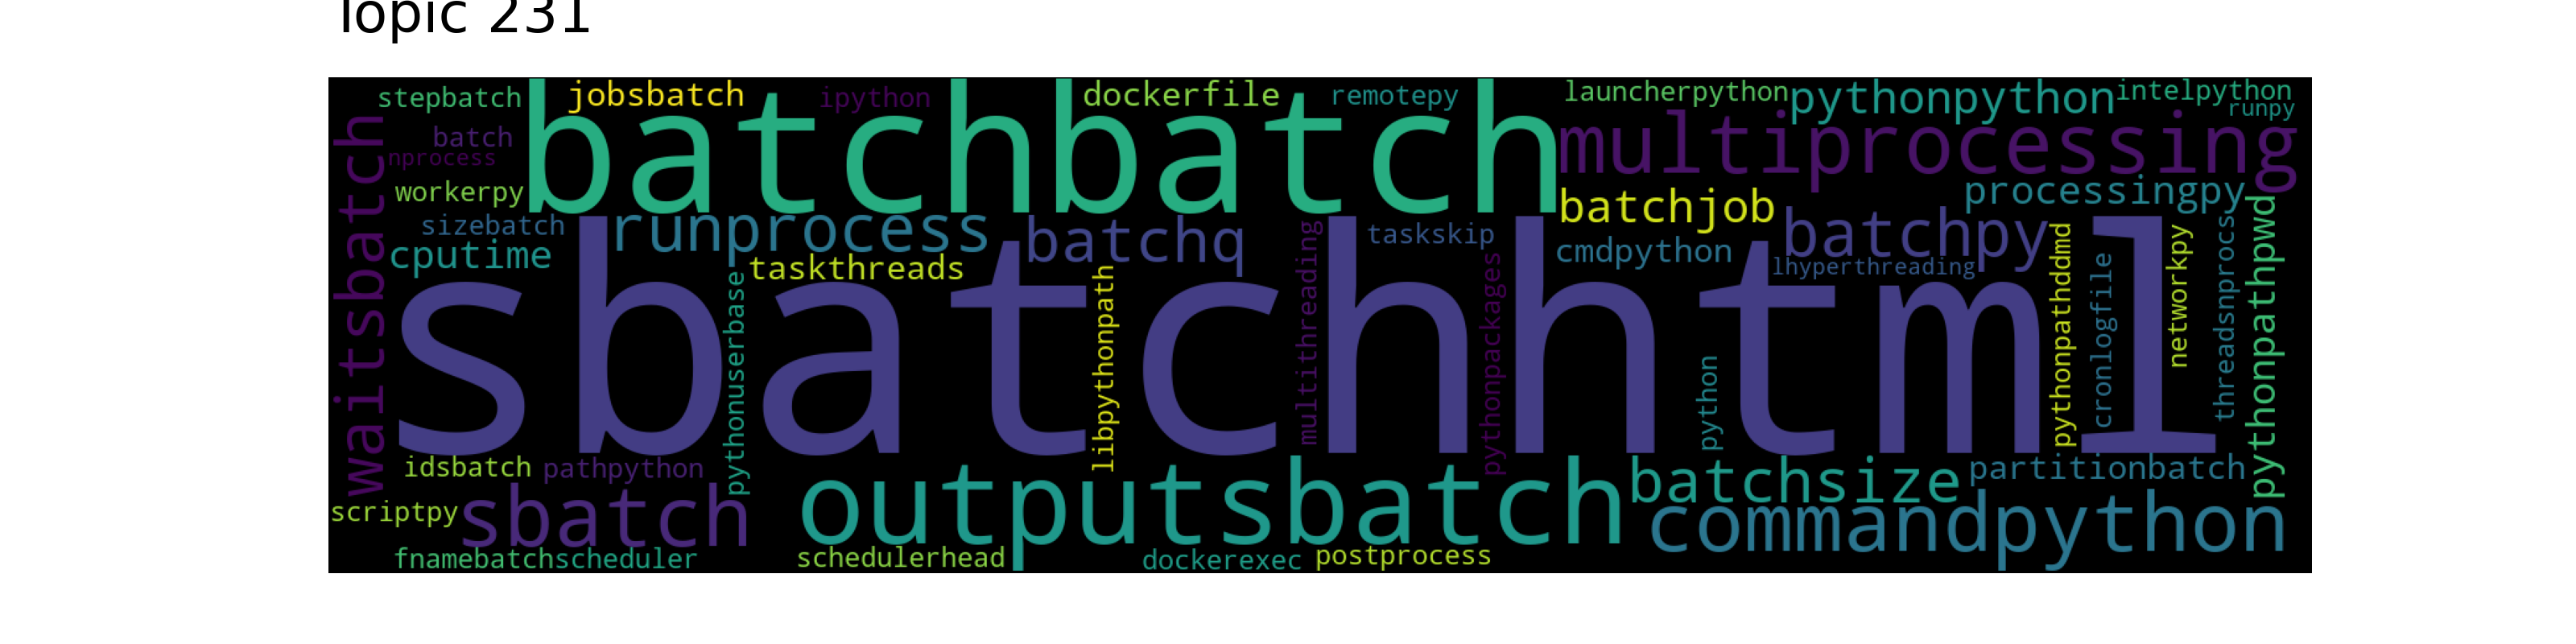 Topic 231
stepbatch
jobsbatch
ipython
dockerfile
remotepy
launcherpython
pythonpython
intelpython
runpy
batchbatch
multiprocessing
batch
nprocess
workerpy
waitsbatch
batchjob
processingpy
sizebatch
runprocess
batchq
taskskip
cmdpython
batchpy
cputime
taskthreads
lhyperthreading
sbatchhtml
pythonuserbase
libpythonpath
multithreading
pythonpackages
python
pythonpathddmd
cronlogfile
networkpy
threadsnprocs
pythonpathpwd
idsbatch
pathpython
outputsbatch
batchsize
partitionbatch
scriptpy
sbatch
commandpython
fnamebatch
scheduler
schedulerhead
dockerexec
postprocess